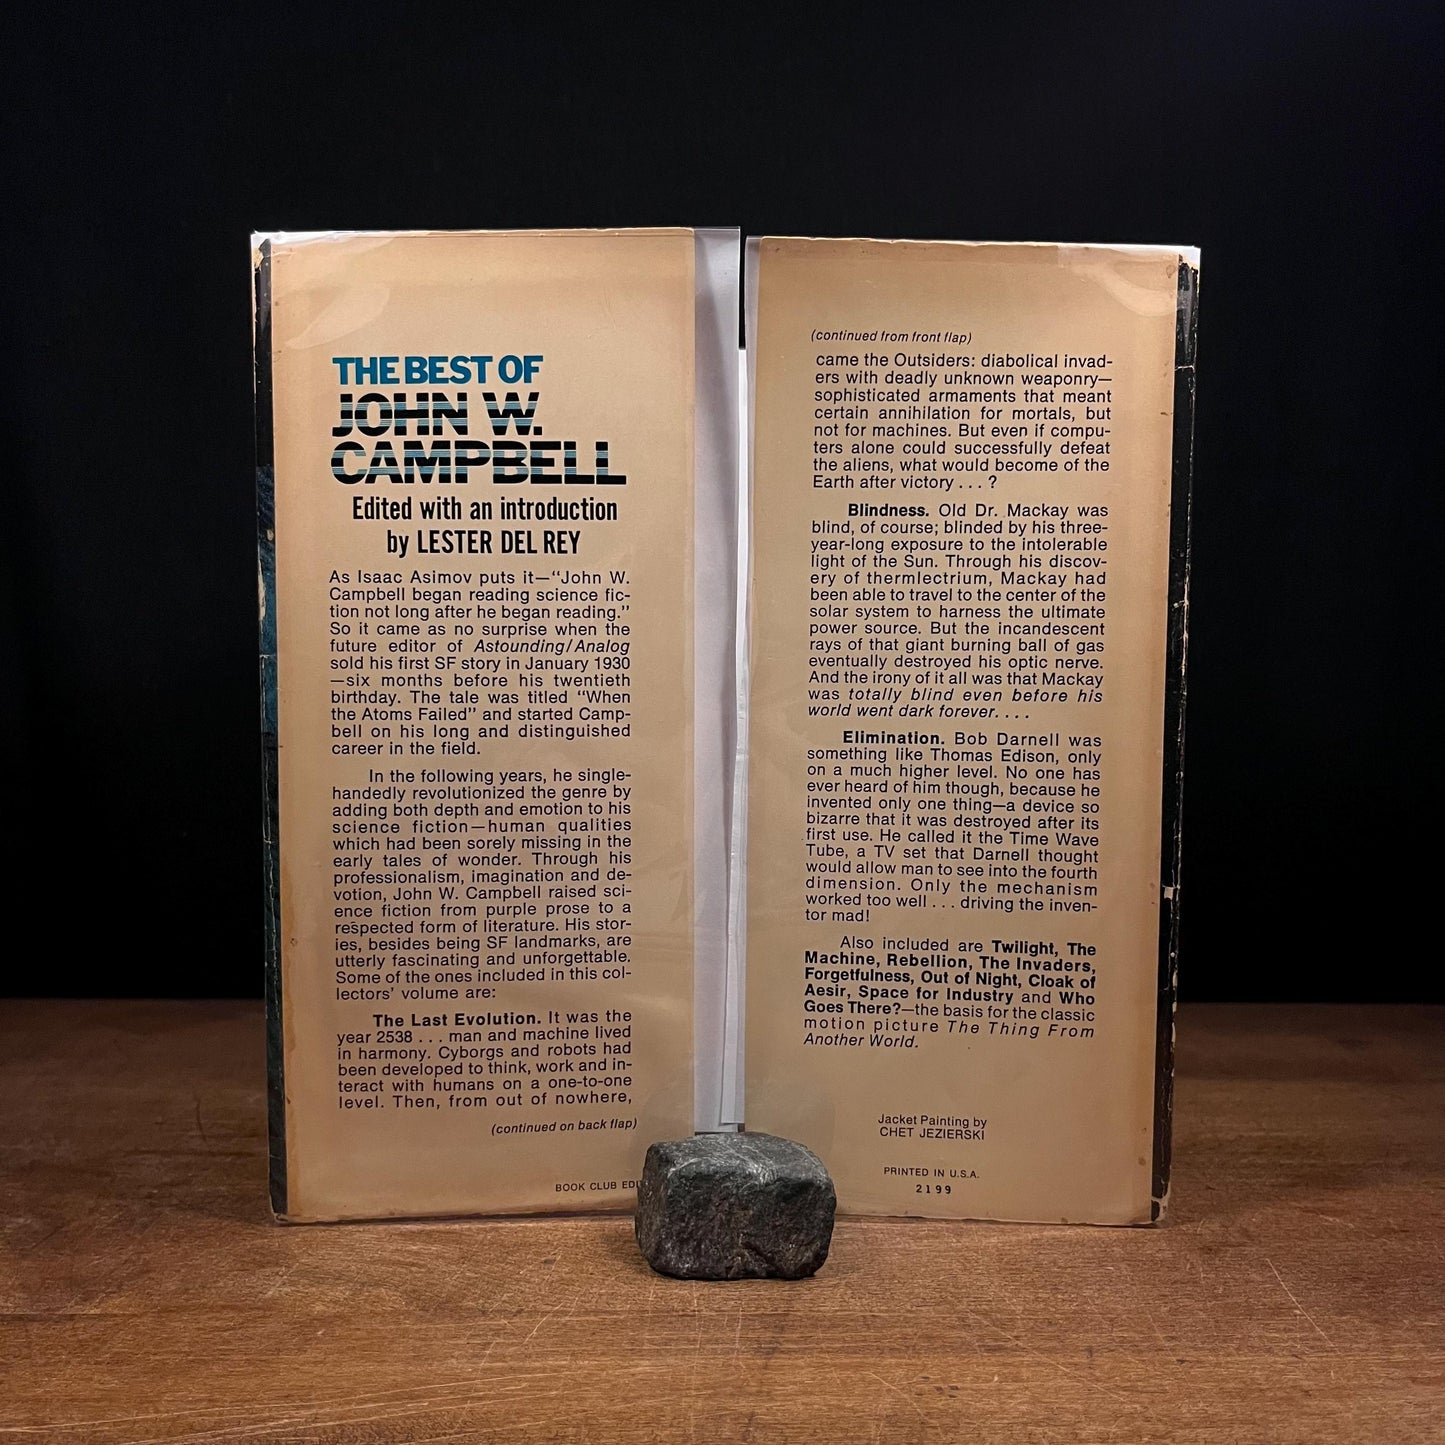 THE BEST OF
JOHN W.
CAMPBELL
Edited with an introduction
by LESTER DEL REY
As Isaac Asimov puts it—“John W.
Campbell began reading science fic-
tion not long after he began reading.”
So it came as no surprise when the
future editor of Astounding/Analog
sold his first SF story in January 1930
—six months before his twentieth
birthday. The tale was titled “When
the Atoms Failed” and started Camp-
bell on his long and distinguished
career in the field.
In the following years, he single-
handedly revolutionized the genre by
adding both depth and emotion to his
science fiction—human qualities
which had been sorely missing in the
early tales of wonder. Through his
professionalism, imagination and de-
votion, John W. Campbell raised sci-
ence fiction from purple prose to a
respected form of literature. His stor-
ies, besides being SF landmarks, are
utterly fascinating and unforgettable.
Some of the ones included in this col-
lectors’ volume are:
The Last Evolution. It was the
year 2538 . . . man and machine lived
in harmony. Cyborgs and robots had
been developed to think, work and in-
teract with humans on a one-to-one
level. Then, from out of nowhere,
(continued on back flap)
BOOK CLUB EDI
(continued from front flap)
came the Outsiders: diabolical invad-
ers with deadly unknown weaponry—
sophisticated armaments that meant
certain annihilation for mortals, but
not for machines. But even if compu-
ters alone could successfully defeat
the aliens, what would become of the
Earth after victory . . . ?
Blindness. Old Dr. Mackay was
blind, of course; blinded by his three-
year-long exposure to the intolerable
light of the Sun. Through his discov-
ery of thermlectrium, Mackay had
been able to travel to the center of the
solar system to harness the ultimate
power source. But the incandescent
rays of that giant burning ball of gas
eventually destroyed his optic nerve.
And the irony of it all was that Mackay
was totally blind even before his
world went dark forever. . . .
Elimination. Bob Darnell was
something like Thomas Edison, only
on a much higher level. No one has
ever heard of him though, because he
invented only one thing—a device so
bizarre that it was destroyed after its
first use. He called it the Time Wave
Tube, a TV set that Darnell thought
would allow man to see into the fourth
dimension. Only the mechanism
worked too well . . . driving the inven-
tor mad!
Also included are Twilight, The
Machine, Rebellion, The Invaders,
Forgetfulness, Out of Night, Cloak of
Aesir, Space for Industry and Who
Goes There?—the basis for the classic
motion picture The Thing From
Another World.
Jacket Painting by
CHET JEZIERSKI
PRINTED IN U.S.A.
2199